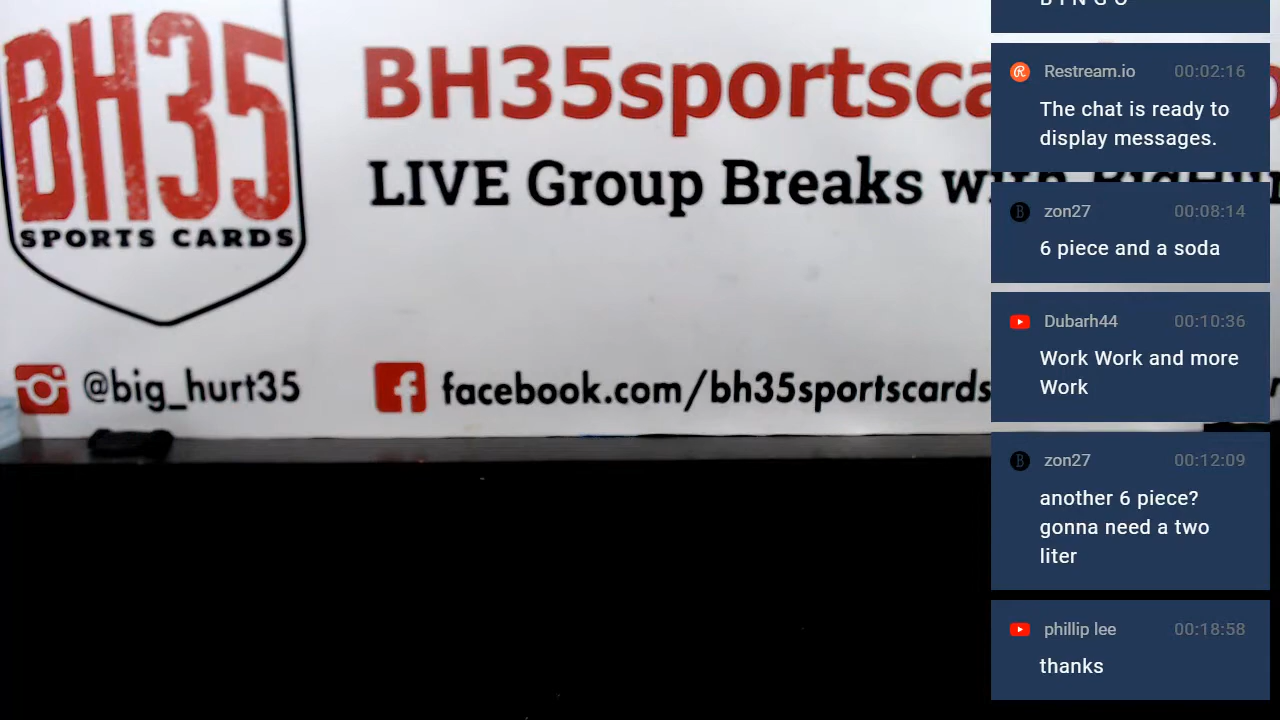 BH35
SPORTS CARDS
BH35sportsca
LIVE Group Breaks with
@big_hurt35
facebook.com/bh35sportscards
B I N G O
Restream.io 00:02:16
The chat is ready to
display messages.
zon27 00:08:14
6 piece and a soda
Dubarh44 00:10:36
Work Work and more
Work
zon27 00:12:09
another 6 piece?
gonna need a two
liter
phillip lee 00:18:58
thanks